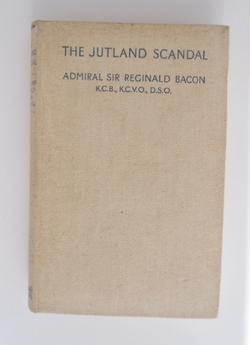 THE JUTLAND SCANDAL
ADMIRAL SIR REGINALD BACON
K.C.B., K.C.V.O., D.S.O.